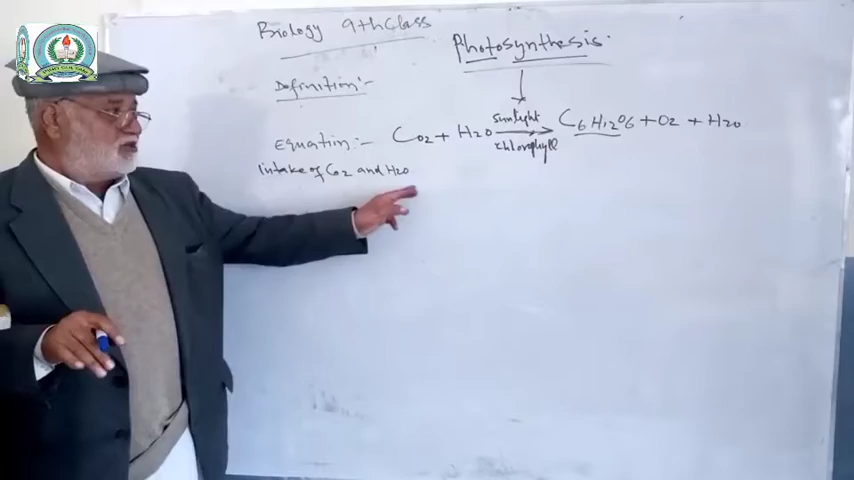 Biology 9th Class
Photosynthesis.
Definition:-
Equation:- CO2 + H2O sunlight chlorophyll → C6H12O6 + O2 + H2O
Intake of CO2 and H2O